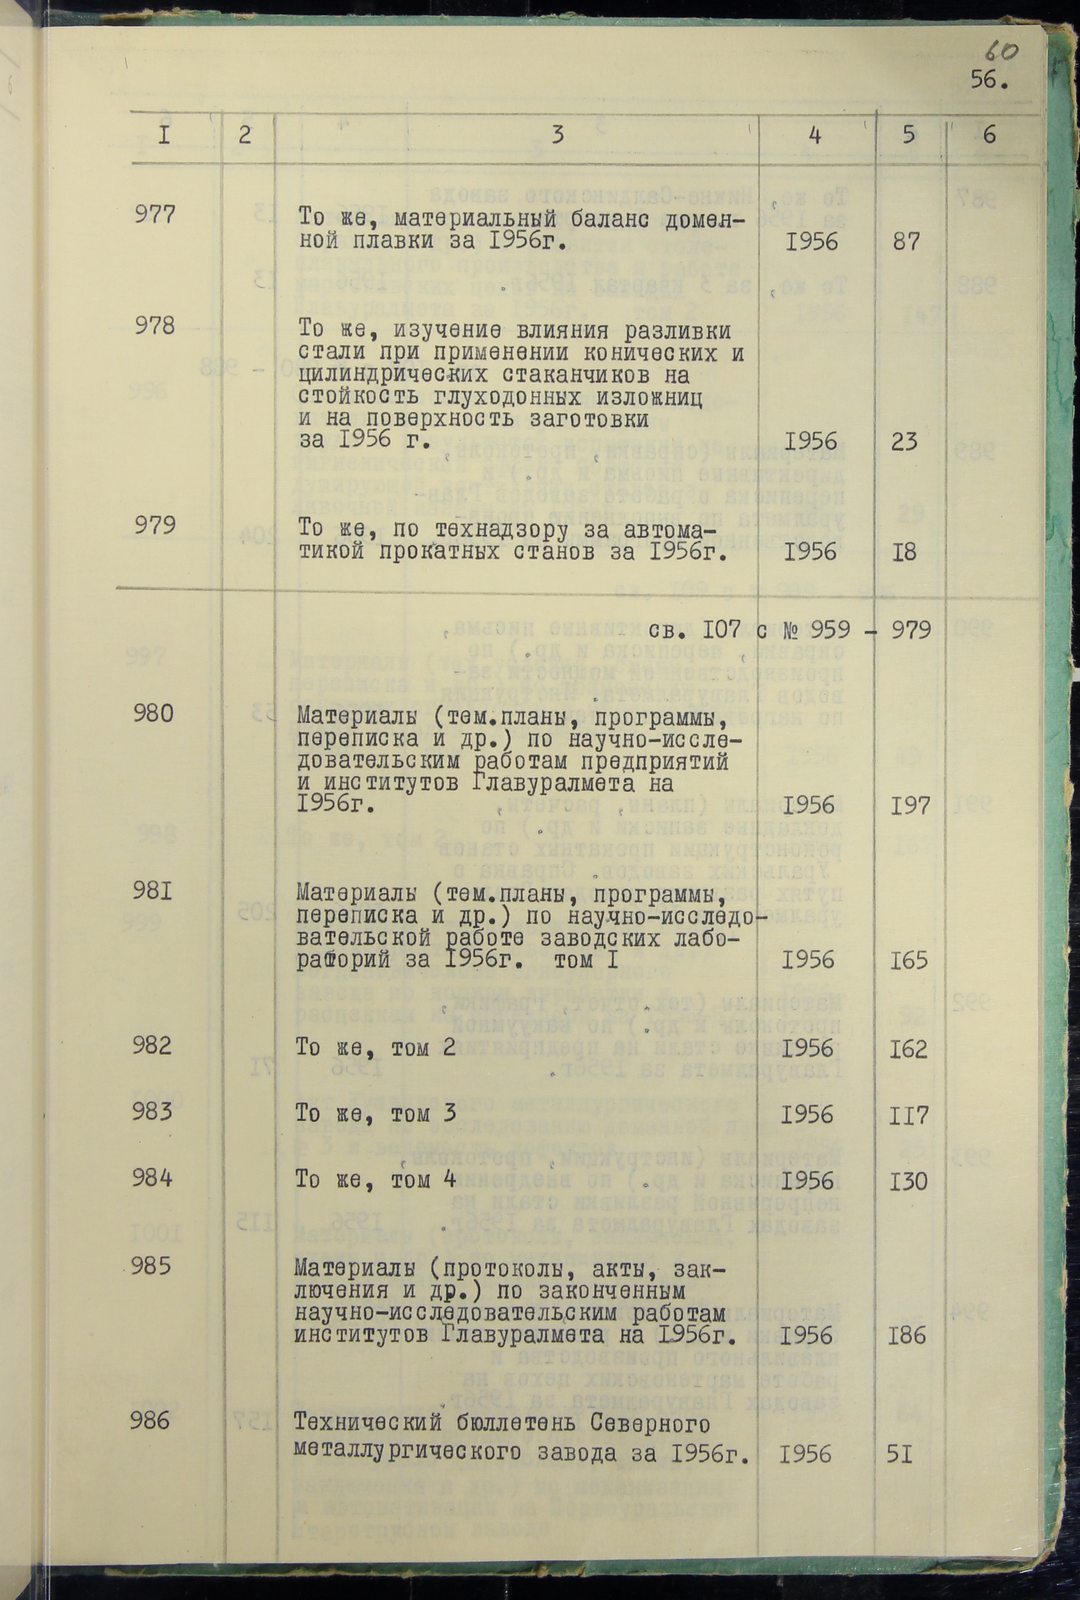 60
56.
I 2 3 4 5 6
977 То же, материальный баланс домен-
ной плавки за 1956г. 1956 87
978 То же, изучение влияния разливки
стали при применении конических и
цилиндрических стаканчиков на
стойкость глуходонных изложниц
и на поверхность заготовки
за 1956 г. 1956 23
979 То же, по технадзору за автома-
тикой прокатных станов за 1956г. 1956 18
св. 107 с № 959 - 979
980 Материалы (тем.планы, программы,
переписка и др.) по научно-иссле-
довательским работам предприятий
и институтов Главуралмета на
1956г. 1956 197
981 Материалы (тем.планы, программы,
переписка и др.) по научно-исследо-
вательской работе заводских лабо-
раторий за 1956г. том 1 1956 165
982 То же, том 2 1956 162
983 То же, том 3 1956 117
984 То же, том 4 1956 130
985 Материалы (протоколы, акты, зак-
лючения и др.) по законченным
научно-исследовательским работам
институтов Главуралмета на 1956г. 1956 186
986 Технический бюллетень Северного
металлургического завода за 1956г. 1956 51